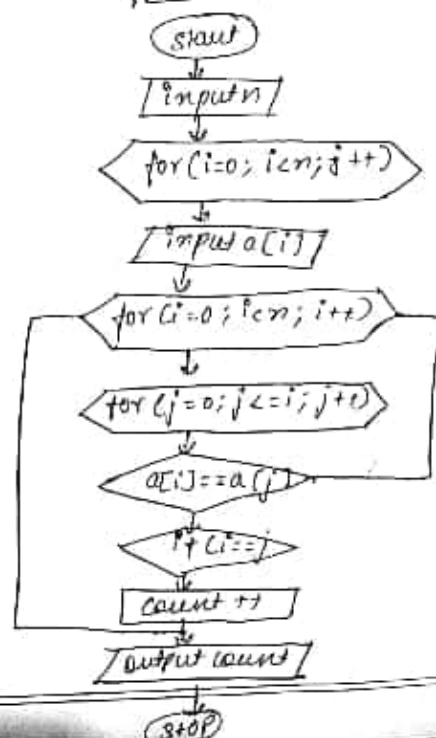 start
input n
for (i=0; i<n; j++)
input a[i]
for (i=0; i<n; i++)
for (j=0; j<=i; j++)
a[i]==a[j]
if (i==j
count ++
output count
stop